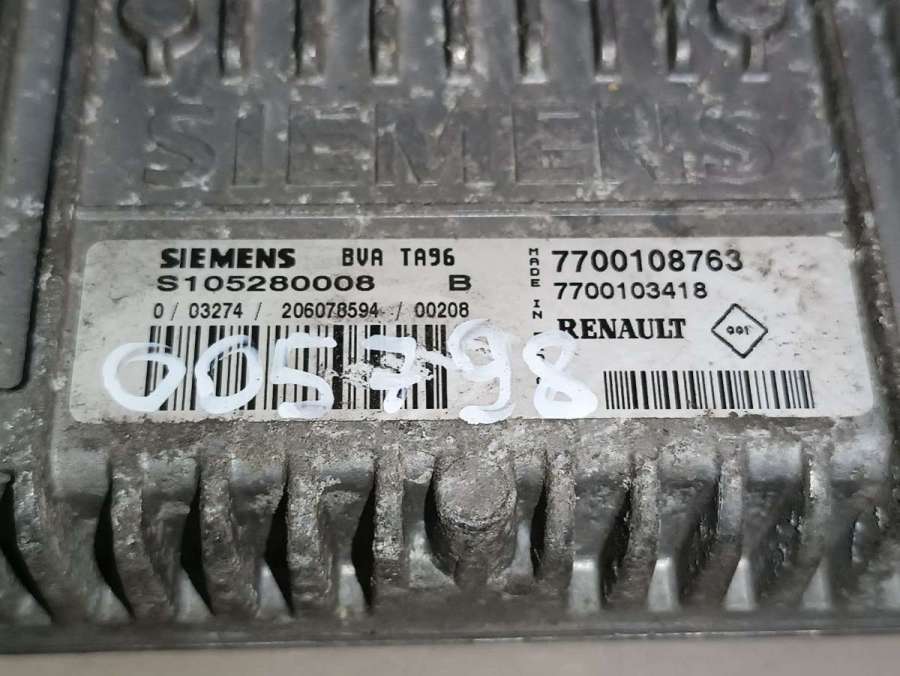 SIEMENS
SIEMENS BVA TA96
S105280008 B
0 / 03274 / 206078594 / 00208
MADE IN
7700108763
7700103418
RENAULT
005798